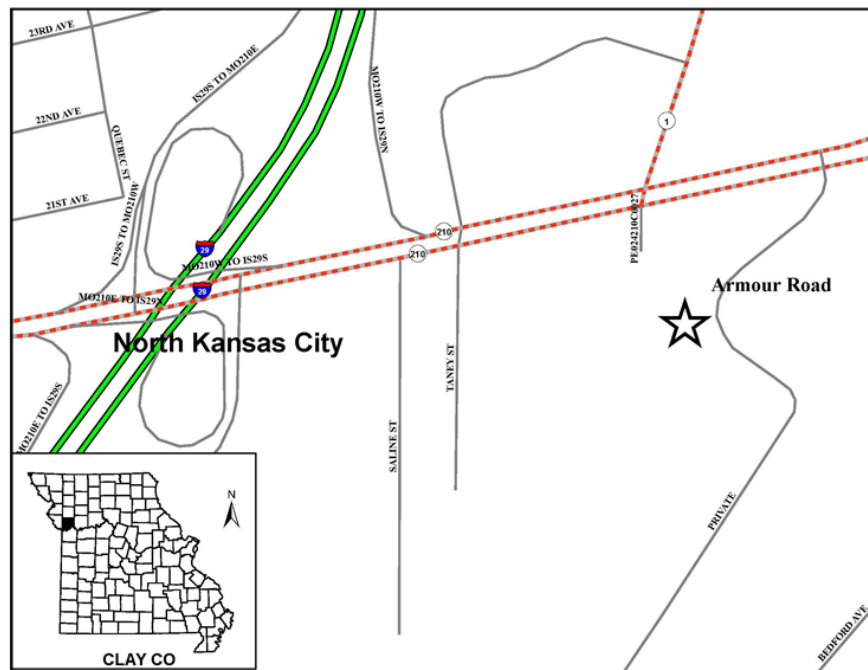 23RD AVE
IS29S TO MO210E
MO210W TO IS29N
22ND AVE
QUEBEC ST
1
21ST AVE
IS29S TO MO210W
PE024210C0027
210
210
29
MO210W TO IS29S
29
MO210E TO IS29N
Armour Road
North Kansas City
TANEY ST
MO210E TO IS29S
SALINE ST
N
PRIVATE
BEDFORD AVE
CLAY CO